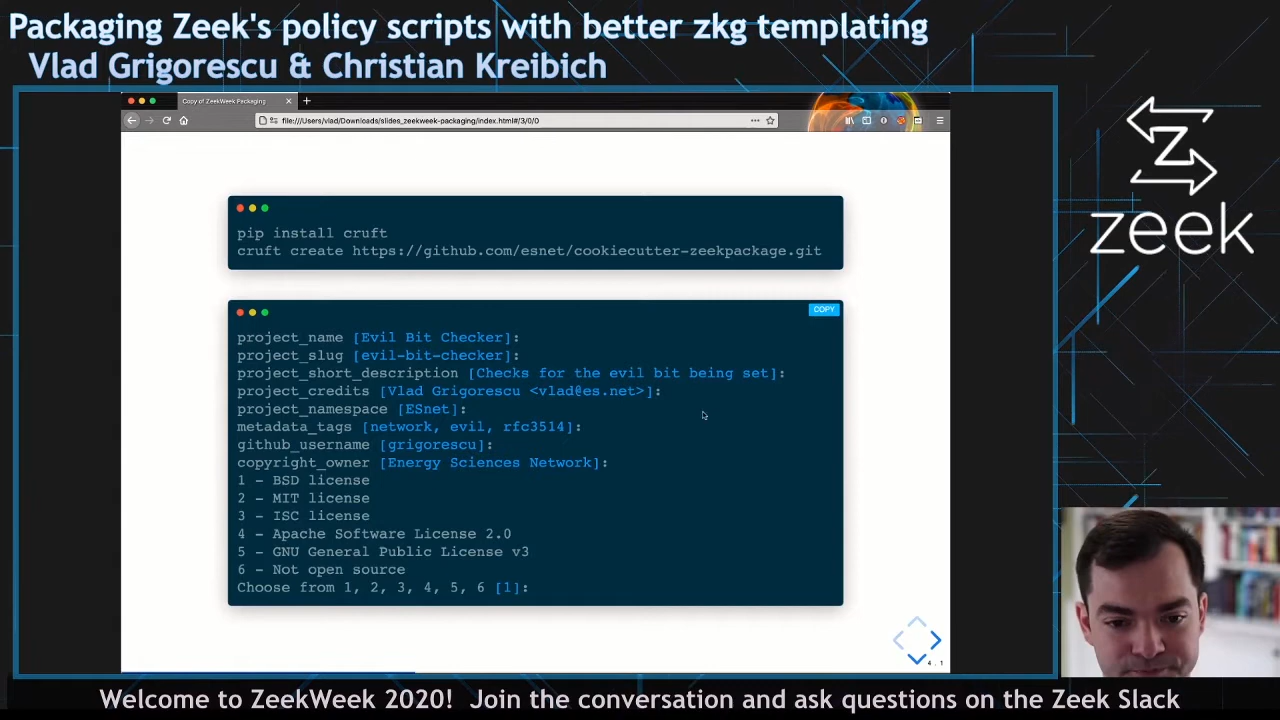 Packaging Zeek's policy scripts with better zkg templating
Vlad Grigorescu & Christian Kreibich
Copy of ZeekWeek Packaging
file:///Users/vlad/Downloads/slides_zeekweek-packaging/index.html#/3/0/0
pip install cruft
cruft create https://github.com/esnet/cookiecutter-zeekpackage.git
COPY
project_name [Evil Bit Checker]:
project_slug [evil-bit-checker]:
project_short_description [Checks for the evil bit being set]:
project_credits [Vlad Grigorescu <vlad@es.net>]:
project_namespace [ESnet]:
metadata_tags [network, evil, rfc3514]:
github_username [grigorescu]:
copyright_owner [Energy Sciences Network]:
1 - BSD license
2 - MIT license
3 - ISC license
4 - Apache Software License 2.0
5 - GNU General Public License v3
6 - Not open source
Choose from 1, 2, 3, 4, 5, 6 [1]:
4.1
zeek
Welcome to ZeekWeek 2020! Join the conversation and ask questions on the Zeek Slack